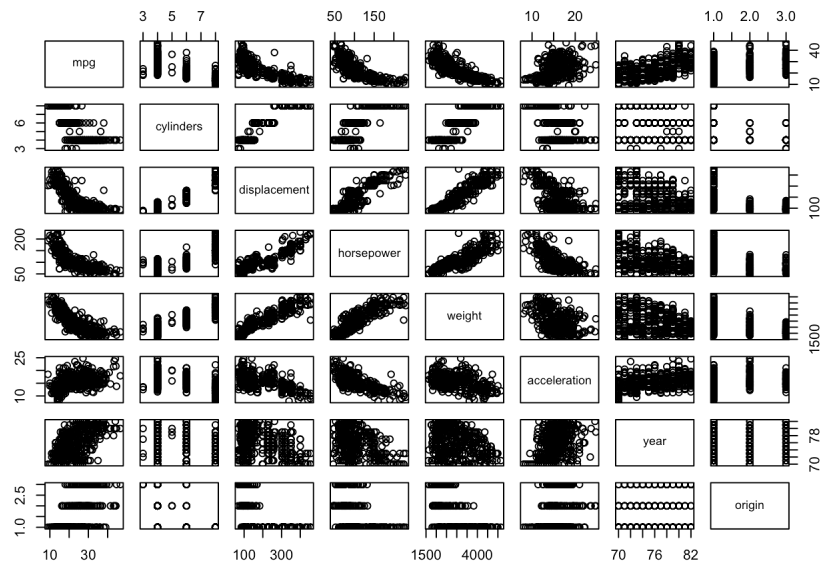 3 5 7 50 150 10 20 1.0 2.0 3.0
mpg
10 40
cylinders
3 6
displacement
100
horsepower
50 200
weight
1500
acceleration
10 25
year
70 78
origin
1.0 2.5
10 30 100 300 1500 4000 70 76 82